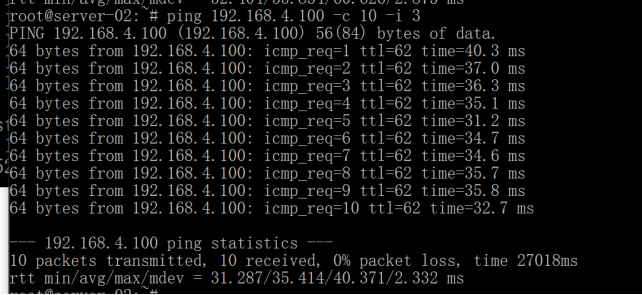 rtt min/avg/max/mdev
root@server-02:~# ping 192.168.4.100 -c 10 -i 3
PING 192.168.4.100 (192.168.4.100) 56(84) bytes of data.
64 bytes from 192.168.4.100: icmp_req=1 ttl=62 time=40.3 ms
64 bytes from 192.168.4.100: icmp_req=2 ttl=62 time=37.0 ms
64 bytes from 192.168.4.100: icmp_req=3 ttl=62 time=36.3 ms
64 bytes from 192.168.4.100: icmp_req=4 ttl=62 time=35.1 ms
64 bytes from 192.168.4.100: icmp_req=5 ttl=62 time=31.2 ms
64 bytes from 192.168.4.100: icmp_req=6 ttl=62 time=34.7 ms
64 bytes from 192.168.4.100: icmp_req=7 ttl=62 time=34.6 ms
64 bytes from 192.168.4.100: icmp_req=8 ttl=62 time=35.7 ms
64 bytes from 192.168.4.100: icmp_req=9 ttl=62 time=35.8 ms
64 bytes from 192.168.4.100: icmp_req=10 ttl=62 time=32.7 ms
--- 192.168.4.100 ping statistics ---
10 packets transmitted, 10 received, 0% packet loss, time 27018ms
rtt min/avg/max/mdev = 31.287/35.414/40.371/2.332 ms
root@server-02:~#